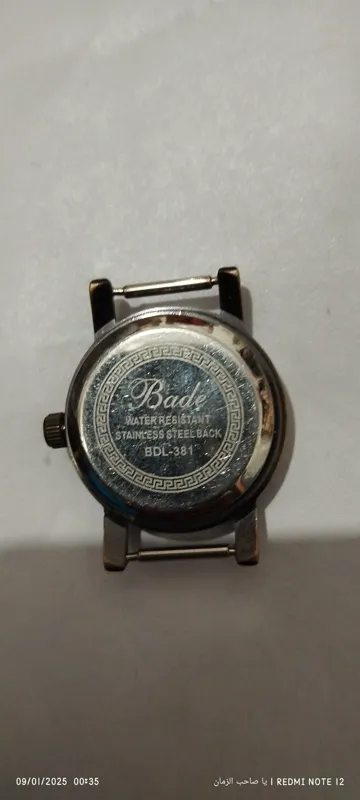 Bade
WATER RESISTANT
STAINLESS STEEL BACK
BDL-381
09/01/2025 00:35
يا صاحب الزمان | REDMI NOTE 12